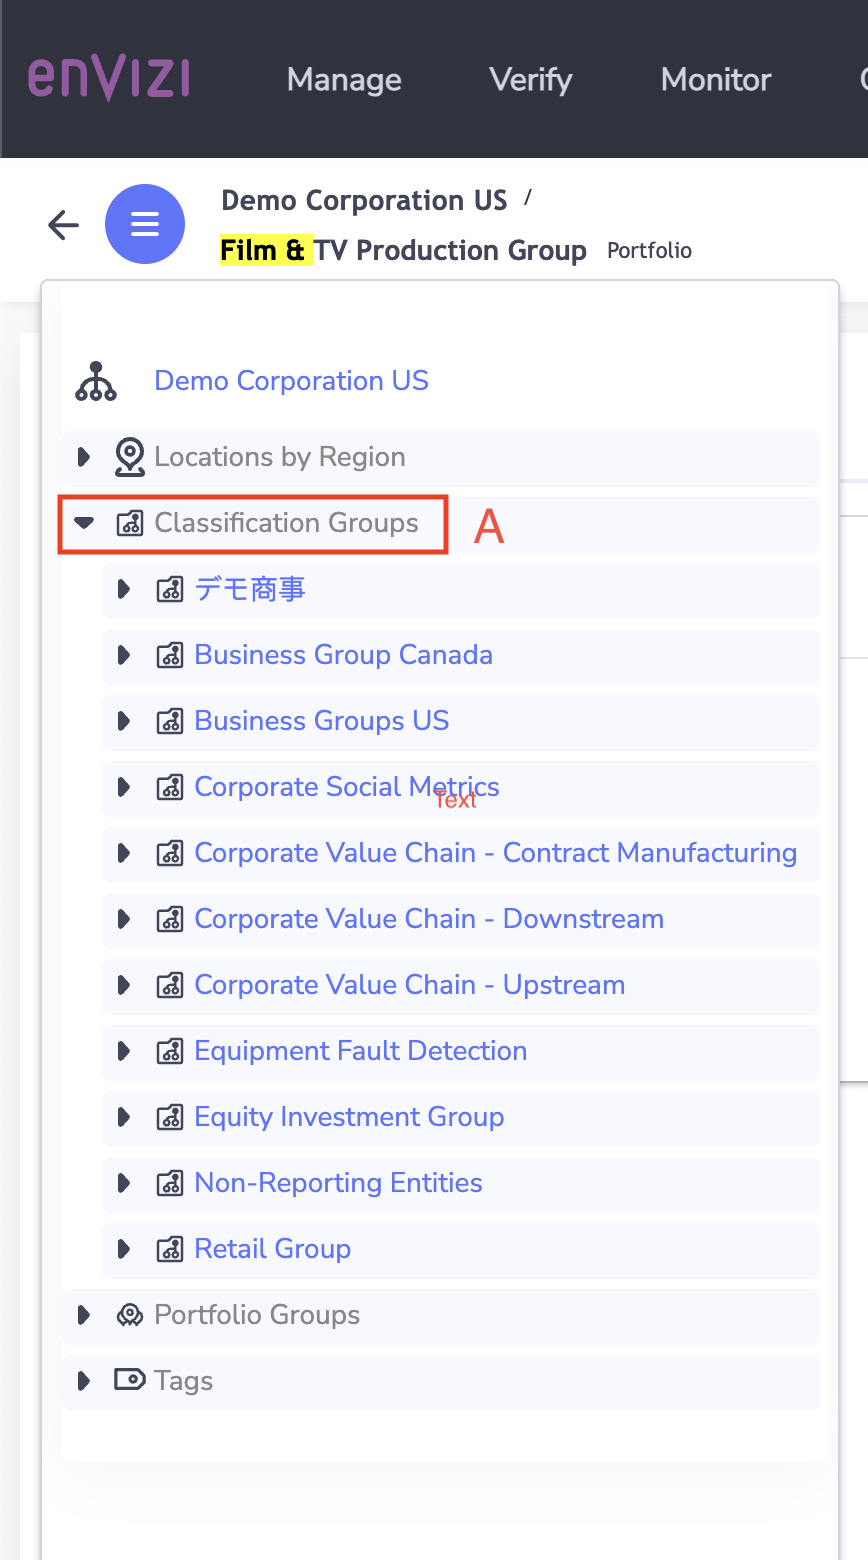 enVizi Manage Verify Monitor
Demo Corporation US /
Film & TV Production Group Portfolio
Demo Corporation US
Locations by Region
Classification Groups A
デモ商事
Business Group Canada
Business Groups US
Corporate Social Metrics
Text
Corporate Value Chain - Contract Manufacturing
Corporate Value Chain - Downstream
Corporate Value Chain - Upstream
Equipment Fault Detection
Equity Investment Group
Non-Reporting Entities
Retail Group
Portfolio Groups
Tags